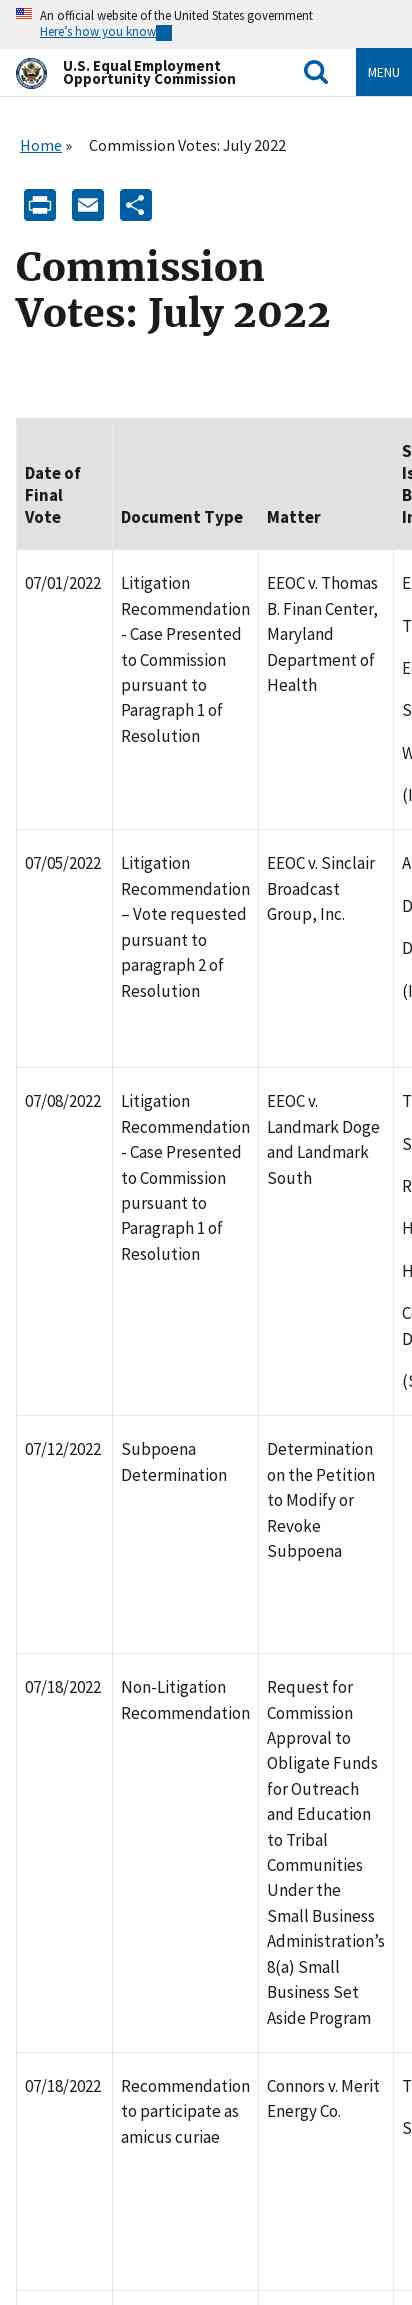 An official website of the United States government
Here's how you know
U.S. Equal Employment
Opportunity Commission
MENU
Home » Commission Votes: July 2022
Commission
Votes: July 2022
Date of
Final
Vote
Document Type
Matter
07/01/2022
Litigation
Recommendation
- Case Presented
to Commission
pursuant to
Paragraph 1 of
Resolution
EEOC v. Thomas
B. Finan Center,
Maryland
Department of
Health
07/05/2022
Litigation
Recommendation
– Vote requested
pursuant to
paragraph 2 of
Resolution
EEOC v. Sinclair
Broadcast
Group, Inc.
07/08/2022
Litigation
Recommendation
- Case Presented
to Commission
pursuant to
Paragraph 1 of
Resolution
EEOC v.
Landmark Doge
and Landmark
South
07/12/2022
Subpoena
Determination
Determination
on the Petition
to Modify or
Revoke
Subpoena
07/18/2022
Non-Litigation
Recommendation
Request for
Commission
Approval to
Obligate Funds
for Outreach
and Education
to Tribal
Communities
Under the
Small Business
Administration’s
8(a) Small
Business Set
Aside Program
07/18/2022
Recommendation
to participate as
amicus curiae
Connors v. Merit
Energy Co.